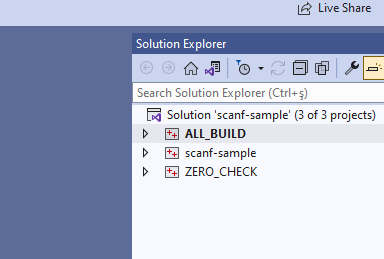 Live Share
Solution Explorer
Search Solution Explorer (Ctrl+ş)
Solution 'scanf-sample' (3 of 3 projects)
ALL_BUILD
scanf-sample
ZERO_CHECK